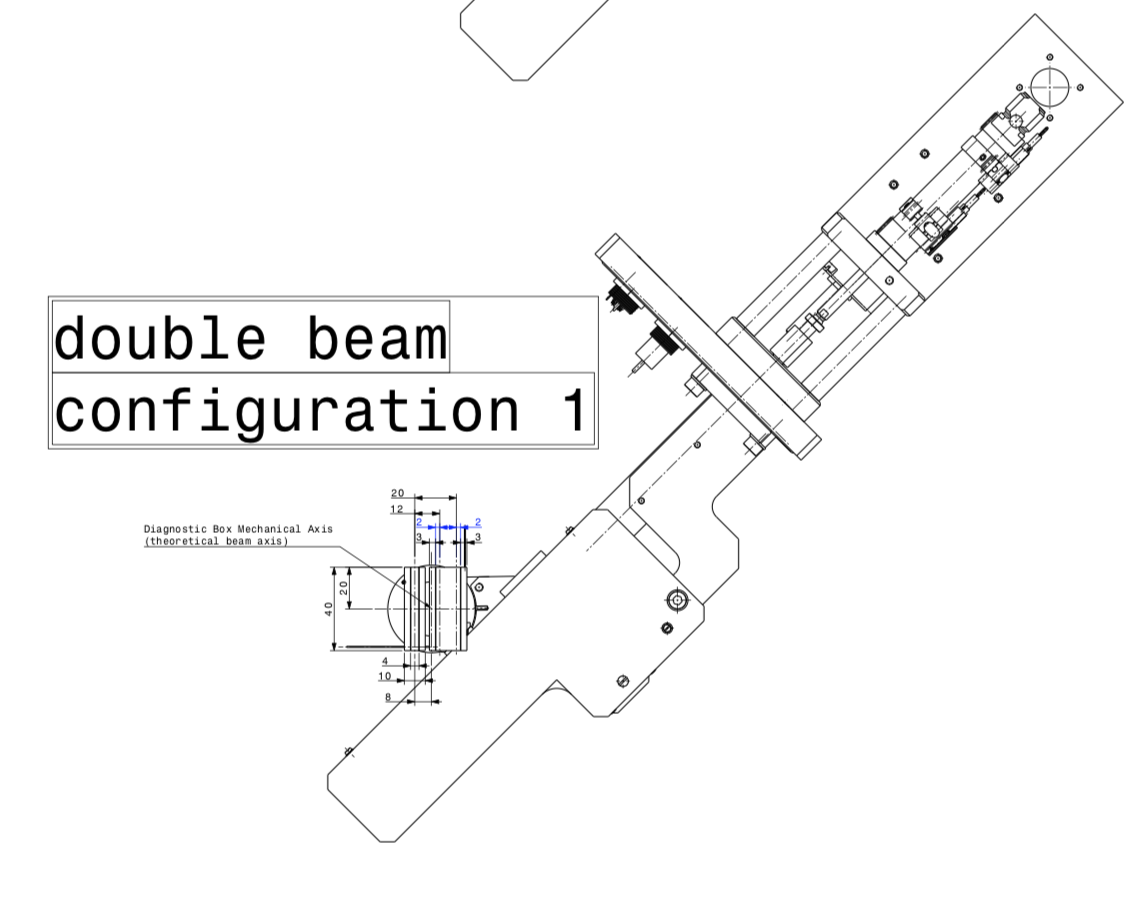 double beam
configuration 1
20
12
2 2
3 3
Diagnostic Box Mechanical Axis
(theoretical beam axis)
20
40
4
10
8